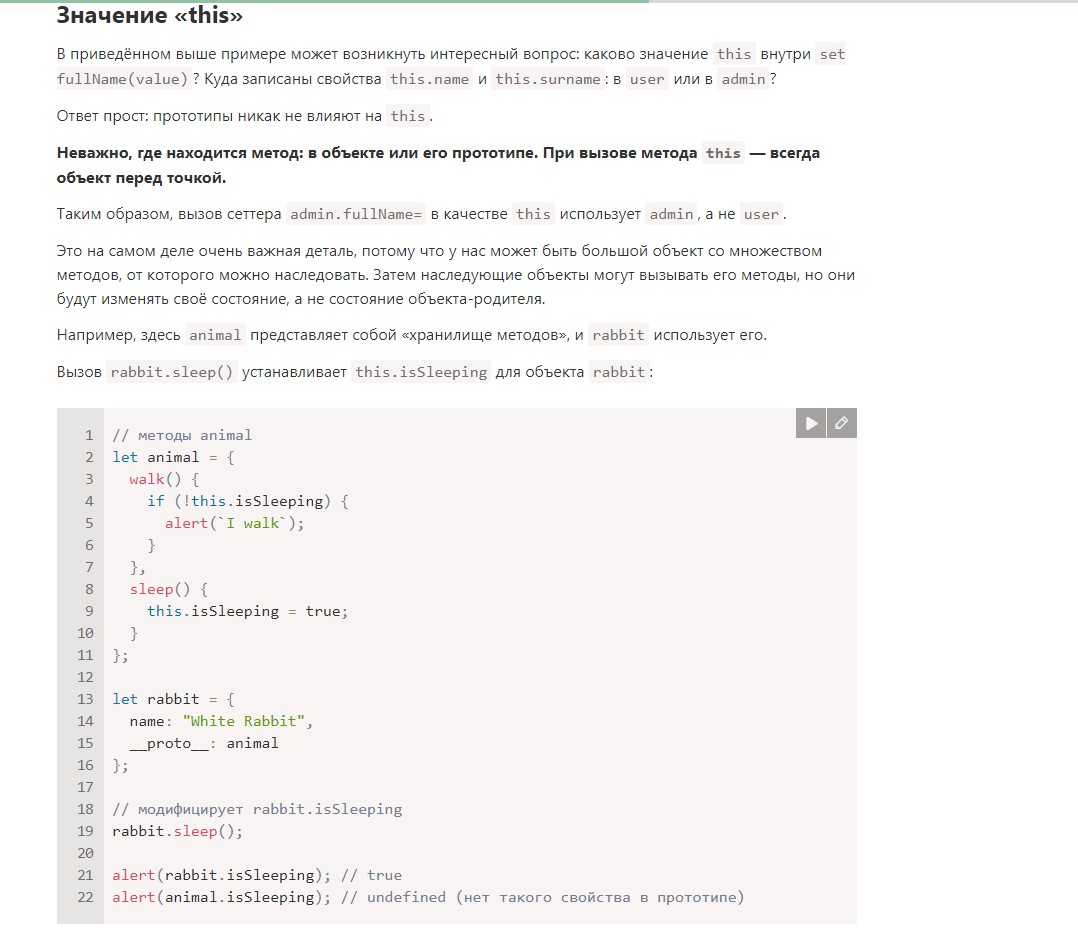 Значение «this»
В приведённом выше примере может возникнуть интересный вопрос: каково значение this внутри set
fullName(value) ? Куда записаны свойства this.name и this.surname : в user или в admin ?
Ответ прост: прототипы никак не влияют на this .
Неважно, где находится метод: в объекте или его прототипе. При вызове метода this — всегда
объект перед точкой.
Таким образом, вызов сеттера admin.fullName= в качестве this использует admin , а не user .
Это на самом деле очень важная деталь, потому что у нас может быть большой объект со множеством
методов, от которого можно наследовать. Затем наследующие объекты могут вызывать его методы, но они
будут изменять своё состояние, а не состояние объекта-родителя.
Например, здесь animal представляет собой «хранилище методов», и rabbit использует его.
Вызов rabbit.sleep() устанавливает this.isSleeping для объекта rabbit :
1 // методы animal
2 let animal = {
3   walk() {
4     if (!this.isSleeping) {
5       alert(`I walk`);
6     }
7   },
8   sleep() {
9     this.isSleeping = true;
10   }
11 };
12
13 let rabbit = {
14   name: "White Rabbit",
15   __proto__: animal
16 };
17
18 // модифицирует rabbit.isSleeping
19 rabbit.sleep();
20
21 alert(rabbit.isSleeping); // true
22 alert(animal.isSleeping); // undefined (нет такого свойства в прототипе)